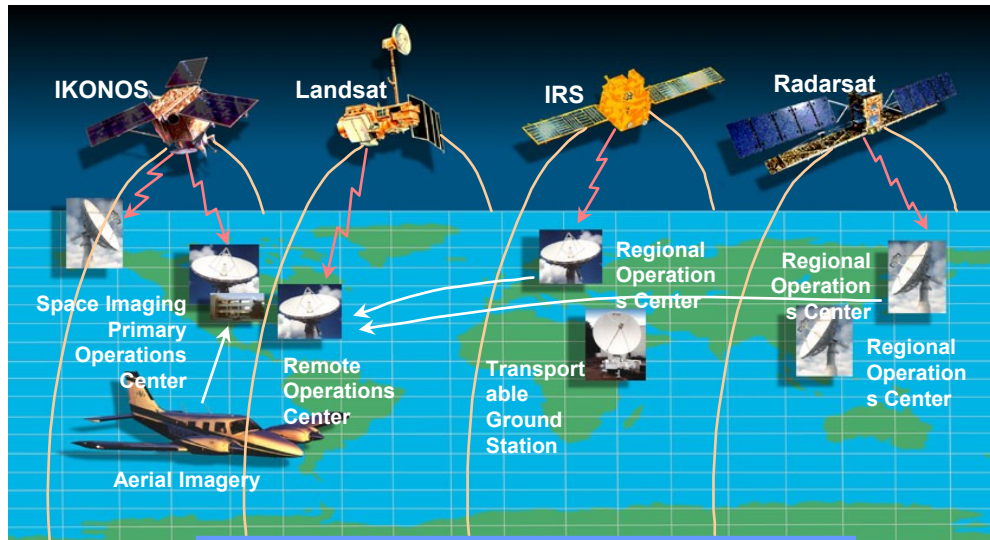 IKONOS
Landsat
IRS
Radarsat
Space Imaging
Primary
Operations
Center
Remote
Operations
Center
Regional
Operation
s Center
Transport
able
Ground
Station
Regional
Operation
s Center
Regional
Operation
s Center
Aerial Imagery